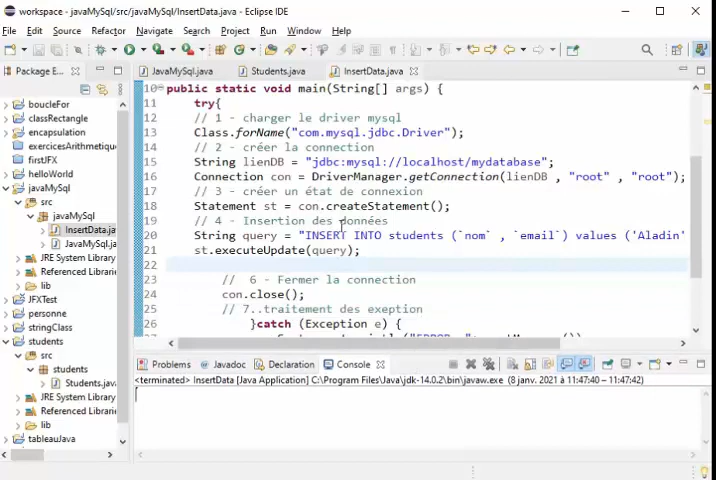 workspace - javaMySql/src/javaMySql/InsertData.java - Eclipse IDE
File Edit Source Refactor Navigate Search Project Run Window Help
Package E...
JavaMySql.java Students.java InsertData.java
boucleFor
classRectangle
encapsulation
exercicesArithmetique
firstJFX
helloWorld
javaMySql
src
javaMySql
InsertData.ja
JavaMySql.ja
JRE System Library
Referenced Librarie
lib
JFXTest
personne
stringClass
students
src
students
Students.java
JRE System Library
Referenced Librarie
lib
tableauJava
10 public static void main(String[] args) {
11 try{
12 // 1 - charger le driver mysql
13 Class.forName("com.mysql.jdbc.Driver");
14 // 2 - créer la connection
15 String lienDB = "jdbc:mysql://localhost/mydatabase";
16 Connection con = DriverManager.getConnection(lienDB , "root" , "root");
17 // 3 - créer un état de connexion
18 Statement st = con.createStatement();
19 // 4 - Insertion des données
20 String query = "INSERT INTO students (`nom` , `email`) values ('Aladin'
21 st.executeUpdate(query);
22
23 // 6 - Fermer la connection
24 con.close();
25 // 7..traitement des exeption
26 }catch (Exception e) {
Problems Javadoc Declaration Console
<terminated> InsertData [Java Application] C:\Program Files\Java\jdk-14.0.2\bin\javaw.exe (8 janv. 2021 à 11:47:40 – 11:47:42)